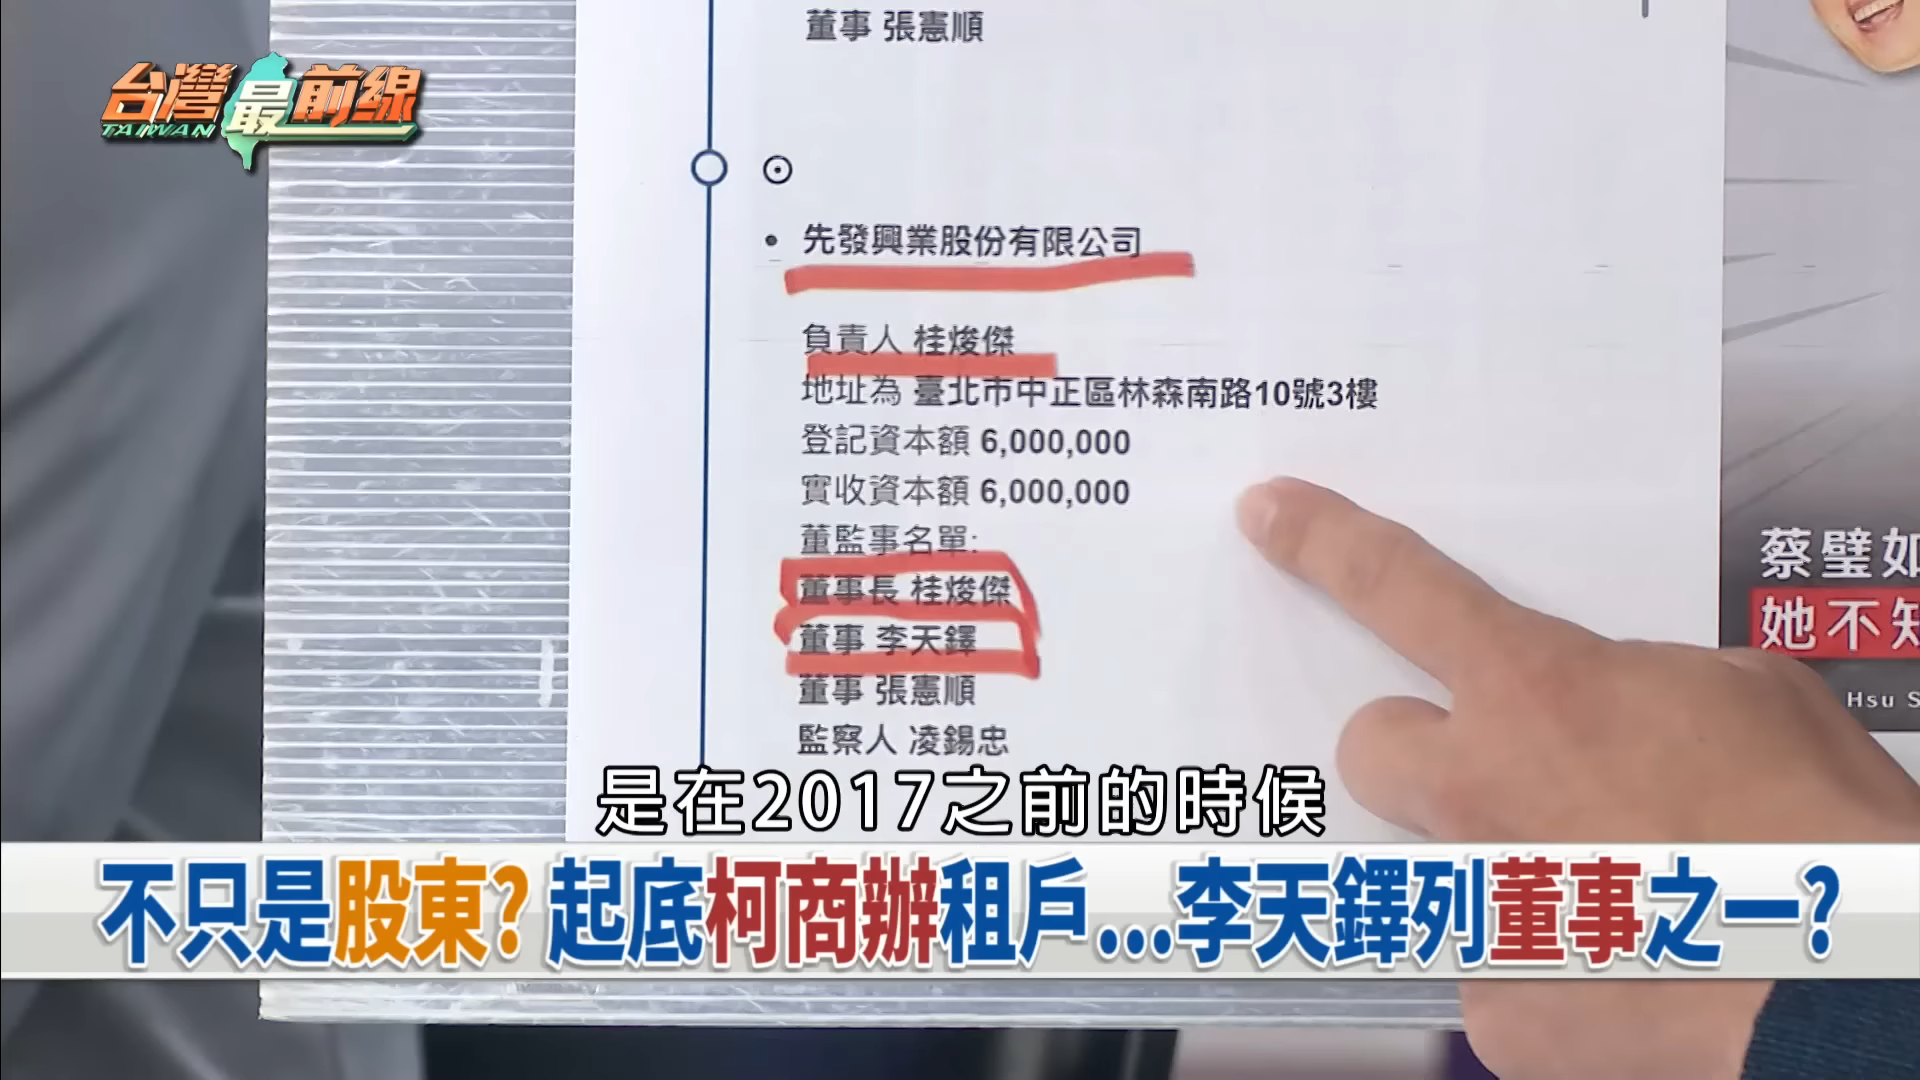 董事 張憲順
台灣最前線
TAIWAN
先發興業股份有限公司
負責人 桂焌傑
地址為 臺北市中正區林森南路10號3樓
登記資本額 6,000,000
實收資本額 6,000,000
董監事名單:
董事長 桂焌傑
董事 李天鐸
董事 張憲順
監察人 凌錫忠
蔡璧如
她不知
Hsu S
是在2017之前的時候
不只是股東? 起底柯商辦租戶...李天鐸列董事之一?